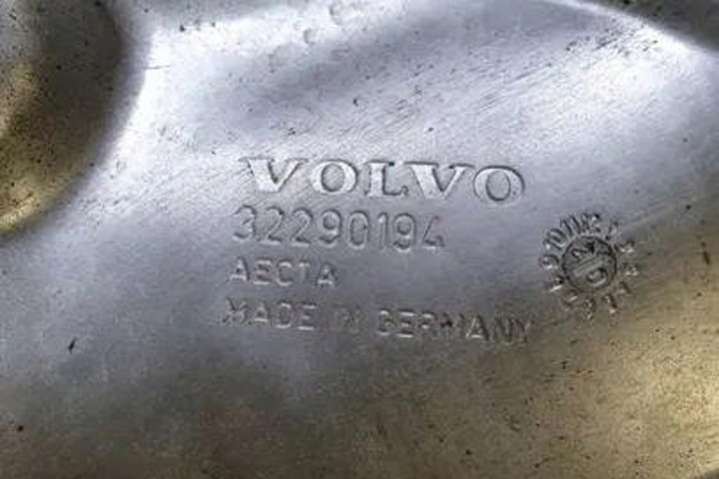 VOLVO
32290194
AECTA
MADE IN GERMANY